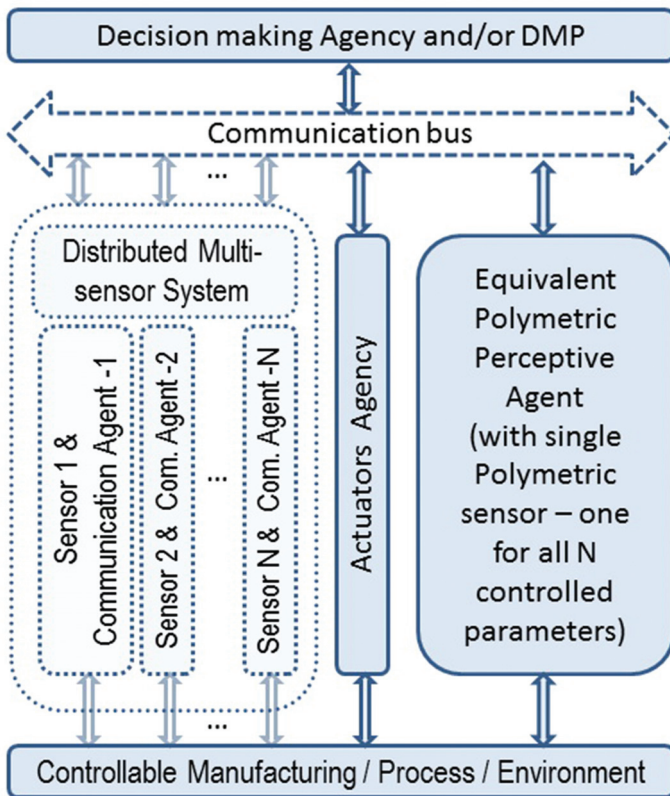 Decision making Agency and/or DMP
Communication bus
...
Distributed Multi-
sensor System
Sensor 1 &
Communication Agent -1
Sensor 2 & Com. Agent -2
...
Sensor N & Com. Agent -N
Actuators Agency
Equivalent
Polymetric
Perceptive
Agent
(with single
Polymetric
sensor – one
for all N
controlled
parameters)
...
Controllable Manufacturing / Process / Environment